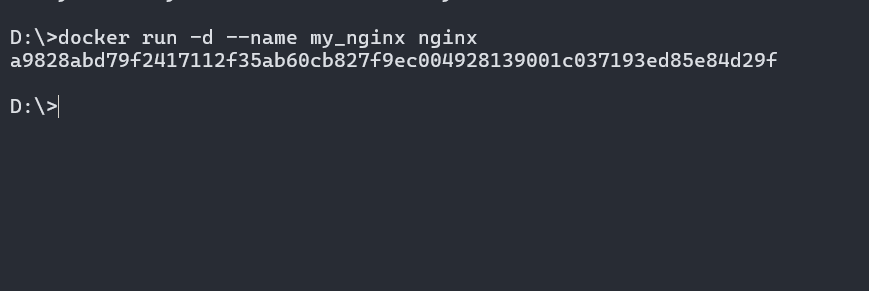 D:\>docker run -d --name my_nginx nginx
a9828abd79f2417112f35ab60cb827f9ec004928139001c037193ed85e84d29f
D:\>